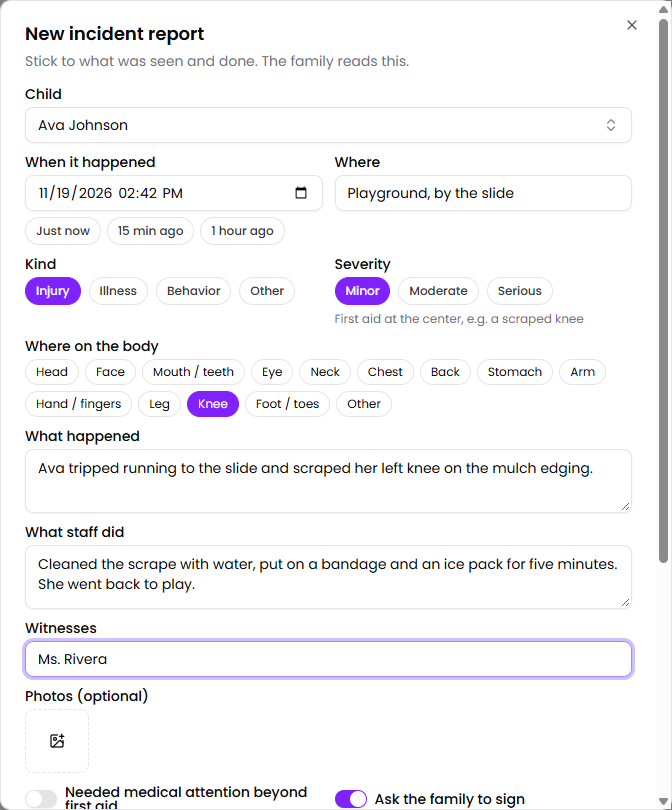 New incident report
Stick to what was seen and done. The family reads this.
Child
Ava Johnson
When it happened
Where
11/19/2026 02:42 PM
Playground, by the slide
Just now
15 min ago
1 hour ago
Kind
Severity
Injury
Illness
Behavior
Other
Minor
Moderate
Serious
First aid at the center, e.g. a scraped knee
Where on the body
Head
Face
Mouth / teeth
Eye
Neck
Chest
Back
Stomach
Arm
Hand / fingers
Leg
Knee
Foot / toes
Other
What happened
Ava tripped running to the slide and scraped her left knee on the mulch edging.
What staff did
Cleaned the scrape with water, put on a bandage and an ice pack for five minutes.
She went back to play.
Witnesses
Ms. Rivera
Photos (optional)
Needed medical attention beyond
first aid
Ask the family to sign